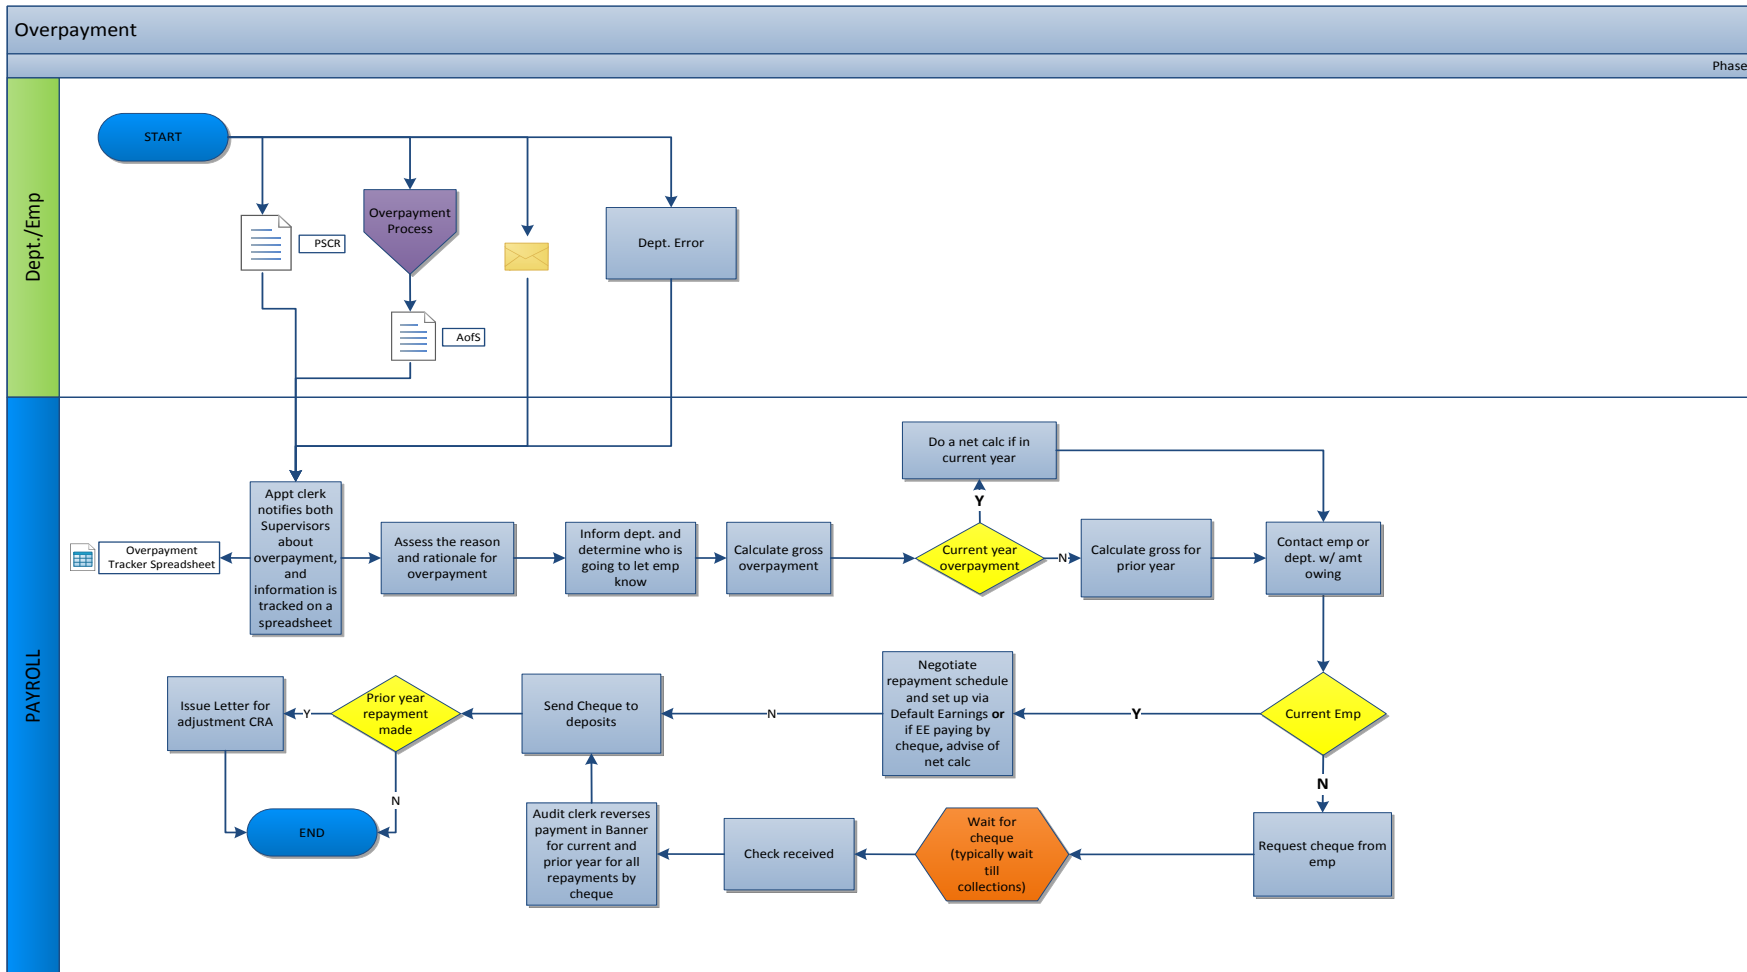 Overpayment
Phase
Dept./Emp
START
PSCR
Overpayment
Process
AofS
Dept. Error
PAYROLL
Overpayment
Tracker Spreadsheet
Appt clerk
notifies both
Supervisors
about
overpayment,
and
information is
tracked on a
spreadsheet
Assess the reason
and rationale for
overpayment
Inform dept. and
determine who is
going to let emp
know
Calculate gross
overpayment
Current year
overpayment
Y
Do a net calc if in
current year
N
Calculate gross for
prior year
Contact emp or
dept. w/ amt
owing
Current Emp
Y
Negotiate
repayment schedule
and set up via
Default Earnings or
if EE paying by
cheque, advise of
net calc
N
Send Cheque to
deposits
Prior year
repayment
made
Y
Issue Letter for
adjustment CRA
N
END
N
Request cheque from
emp
Wait for
cheque
(typically wait
till
collections)
Check received
Audit clerk reverses
payment in Banner
for current and
prior year for all
repayments by
cheque